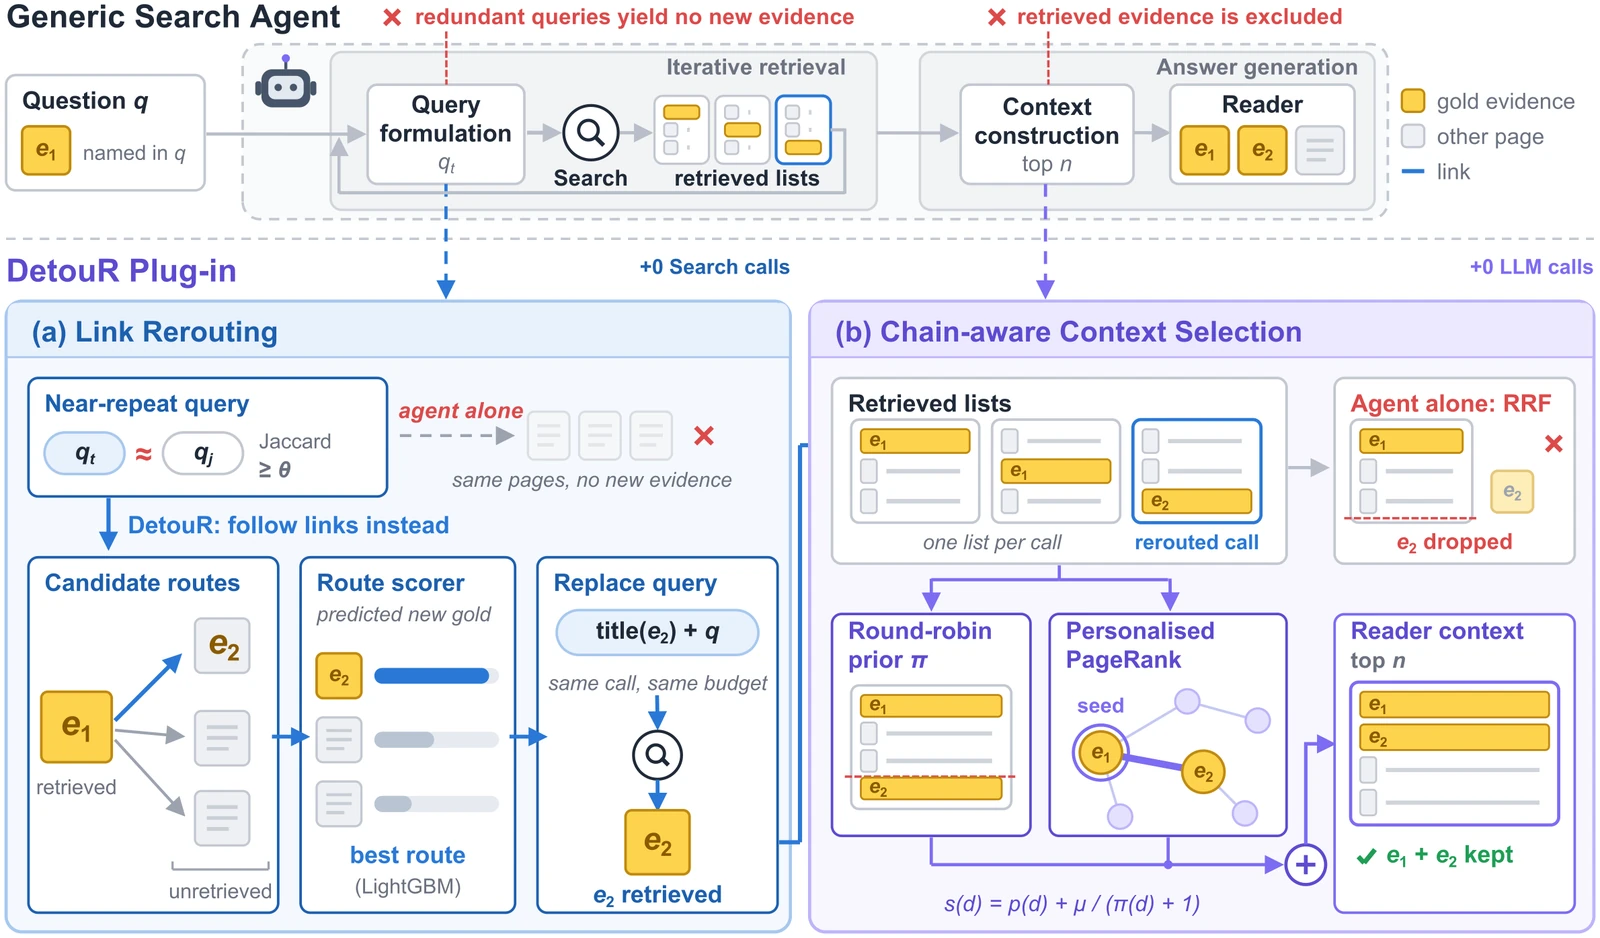 Generic Search Agent
✕ redundant queries yield no new evidence
✕ retrieved evidence is excluded
Question q
e1 named in q
Iterative retrieval
Query
formulation
qt
Search
retrieved lists
Answer generation
Context
construction
top n
Reader
e1 e2
gold evidence
other page
link
DetouR Plug-in
+0 Search calls
+0 LLM calls
(a) Link Rerouting
Near-repeat query
qt ≈ qj
Jaccard
≥ θ
agent alone
✕
same pages, no new evidence
DetouR: follow links instead
Candidate routes
e1
retrieved
e2
unretrieved
Route scorer
predicted new gold
e2
best route
(LightGBM)
Replace query
title(e2) + q
same call, same budget
e2
e2 retrieved
(b) Chain-aware Context Selection
Retrieved lists
e1
e1
e2
one list per call
rerouted call
Agent alone: RRF
e1
✕
e2
e2 dropped
Round-robin
prior π
e1
e2
Personalised
PageRank
seed
e1
e2
+
s(d) = p(d) + μ / (π(d) + 1)
Reader context
top n
e1
e2
✓ e1 + e2 kept